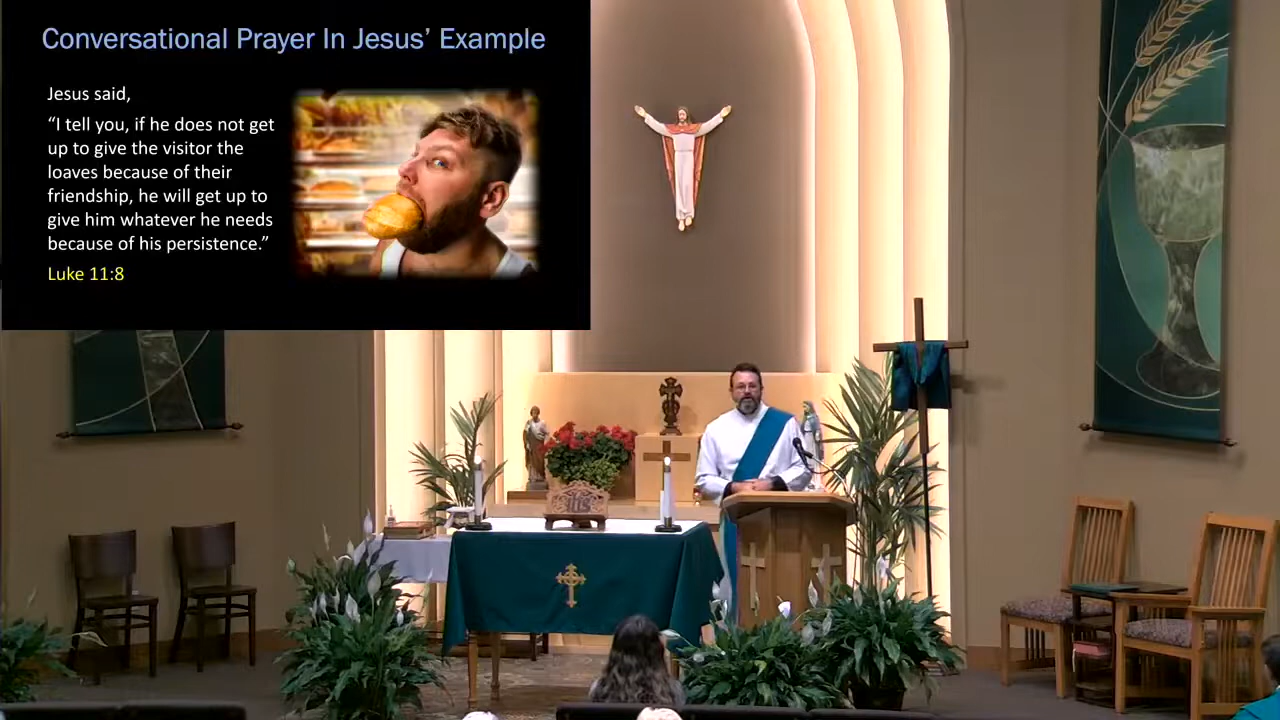 Conversational Prayer In Jesus’ Example
Jesus said,
“I tell you, if he does not get
up to give the visitor the
loaves because of their
friendship, he will get up to
give him whatever he needs
because of his persistence.”
Luke 11:8
IHS